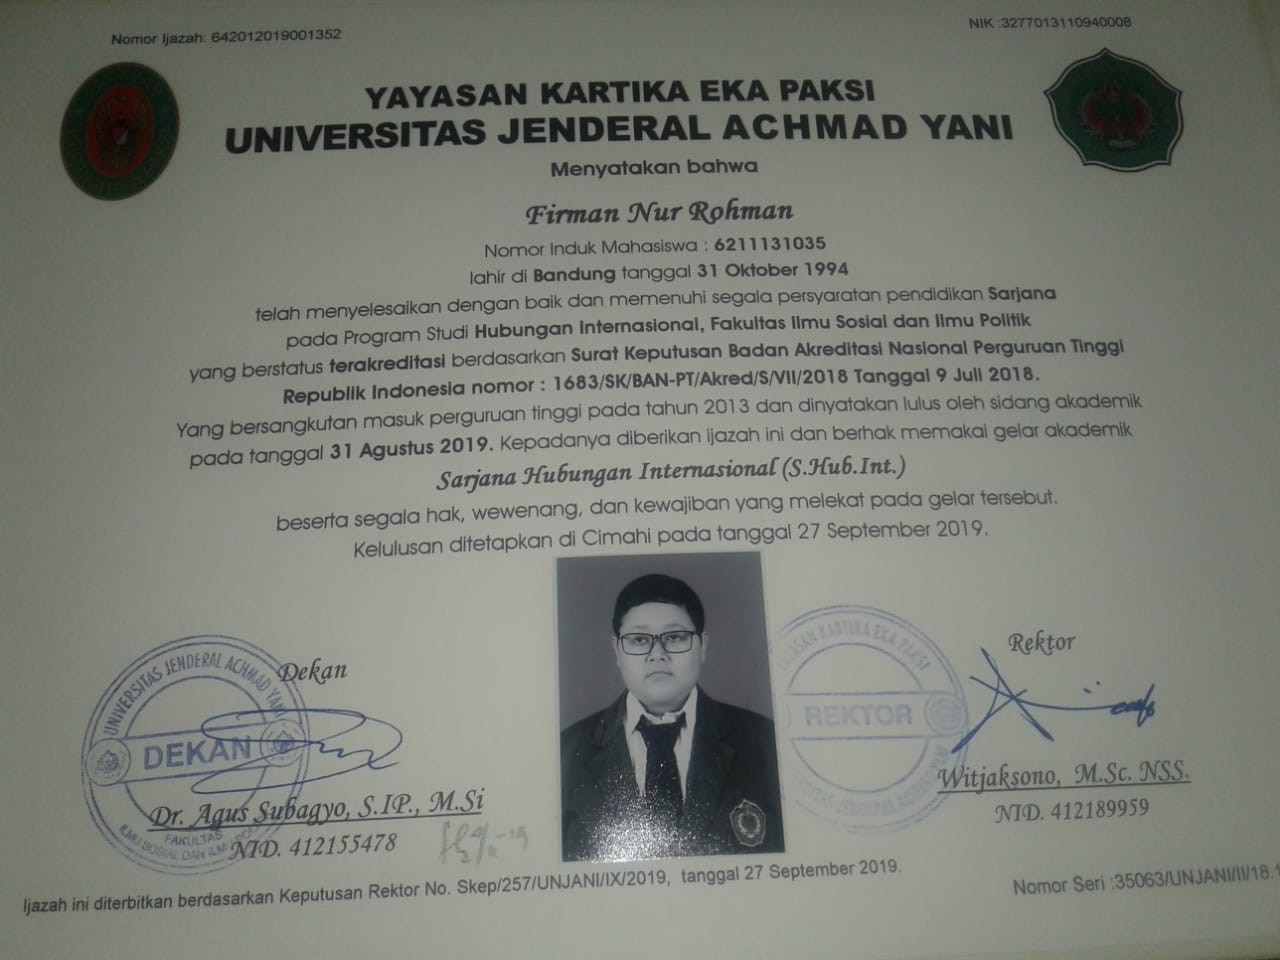 Nomor Ijazah: 642012019001352
NIK :3277013110940008
YAYASAN KARTIKA EKA PAKSI
UNIVERSITAS JENDERAL ACHMAD YANI
Menyatakan bahwa
Firman Nur Rohman
Nomor Induk Mahasiswa : 6211131035
lahir di Bandung tanggal 31 Oktober 1994
telah menyelesaikan dengan baik dan memenuhi segala persyaratan pendidikan Sarjana
pada Program Studi Hubungan Internasional, Fakultas Ilmu Sosial dan Ilmu Politik
yang berstatus terakreditasi berdasarkan Surat Keputusan Badan Akreditasi Nasional Perguruan Tinggi
Republik Indonesia nomor : 1683/SK/BAN-PT/Akred/S/VII/2018 Tanggal 9 Juli 2018.
Yang bersangkutan masuk perguruan tinggi pada tahun 2013 dan dinyatakan lulus oleh sidang akademik
pada tanggal 31 Agustus 2019. Kepadanya diberikan ijazah ini dan berhak memakai gelar akademik
Sarjana Hubungan Internasional (S.Hub.Int.)
beserta segala hak, wewenang, dan kewajiban yang melekat pada gelar tersebut.
Kelulusan ditetapkan di Cimahi pada tanggal 27 September 2019.
Dekan
UNIVERSITAS JENDERAL ACHMAD YANI
DEKAN
FAKULTAS
ILMU SOSIAL DAN ILMU
Dr. Agus Subagyo, S.IP., M.Si
NID. 412155478
Rektor
YAYASAN KARTIKA EKA PAKSI
REKTOR
JENDERAL ACHMAD YANI
Witjaksono, M.Sc. NSS.
NID. 412189959
Ijazah ini diterbitkan berdasarkan Keputusan Rektor No. Skep/257/UNJANI/IX/2019, tanggal 27 September 2019.
Nomor Seri :35063/UNJANI/II/18.1